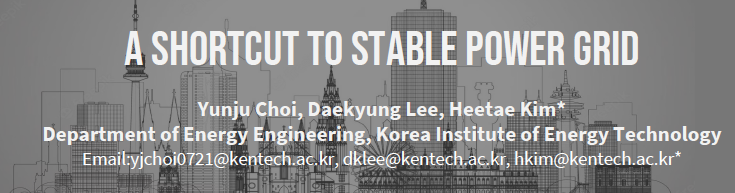 A SHORTCUT TO STABLE POWER GRID
Yunju Choi, Daekyung Lee, Heetae Kim*
Department of Energy Engineering, Korea Institute of Energy Technology
Email:yjchoi0721@kentech.ac.kr, dklee@kentech.ac.kr, hkim@kentech.ac.kr*